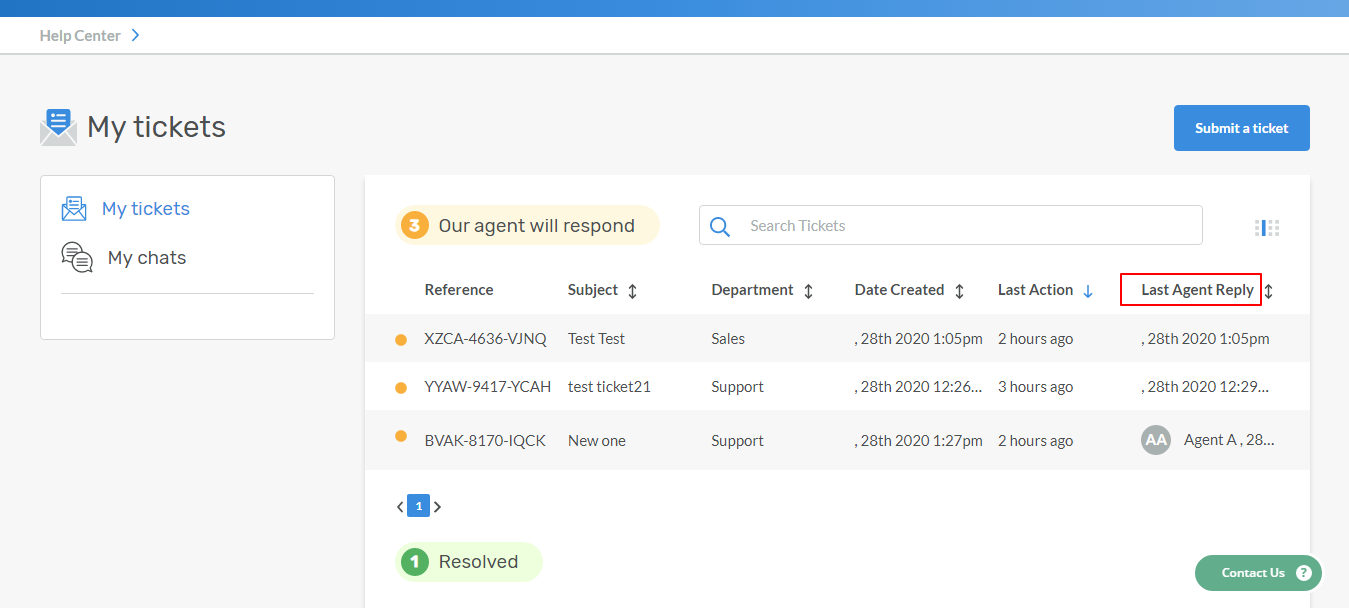 Help Center
My tickets
Submit a ticket
My tickets
My chats
3 Our agent will respond
Search Tickets
Reference Subject Department Date Created Last Action Last Agent Reply
XZCA-4636-VJNQ Test Test Sales , 28th 2020 1:05pm 2 hours ago , 28th 2020 1:05pm
YYAW-9417-YCAH test ticket21 Support , 28th 2020 12:26... 3 hours ago , 28th 2020 12:29...
BVAK-8170-IQCK New one Support , 28th 2020 1:27pm 2 hours ago AA Agent A , 28...
1
1 Resolved
Contact Us ?